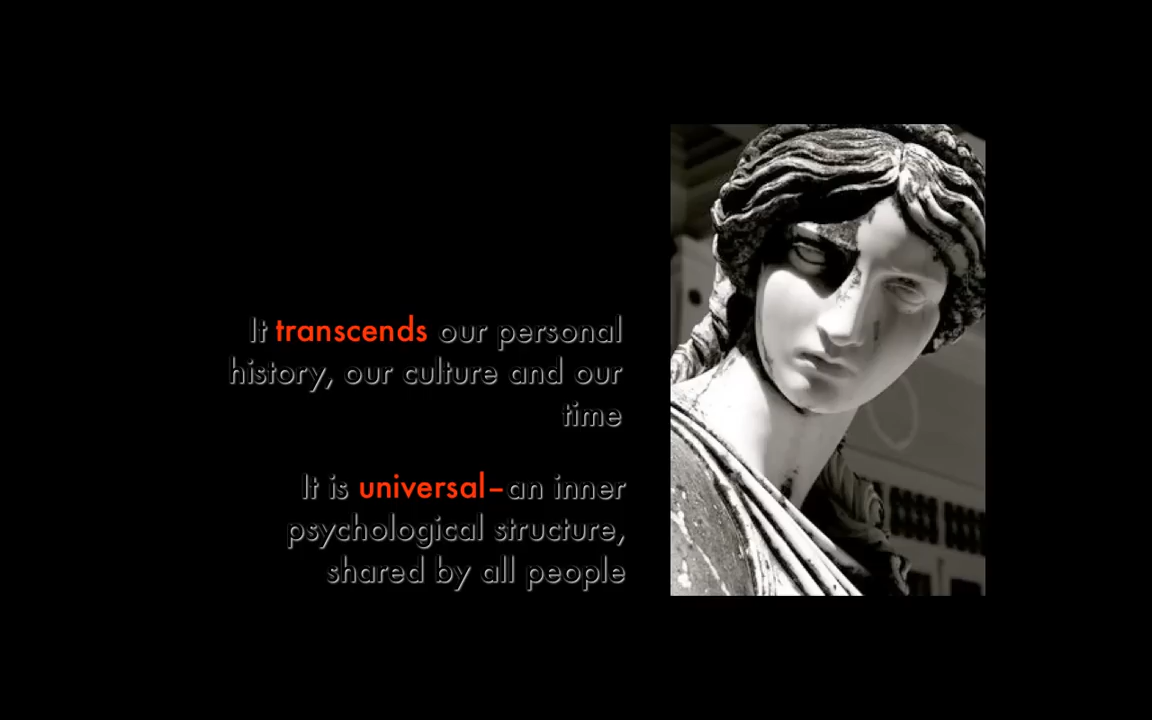 It transcends our personal
history, our culture and our
time
It is universal–an inner
psychological structure,
shared by all people